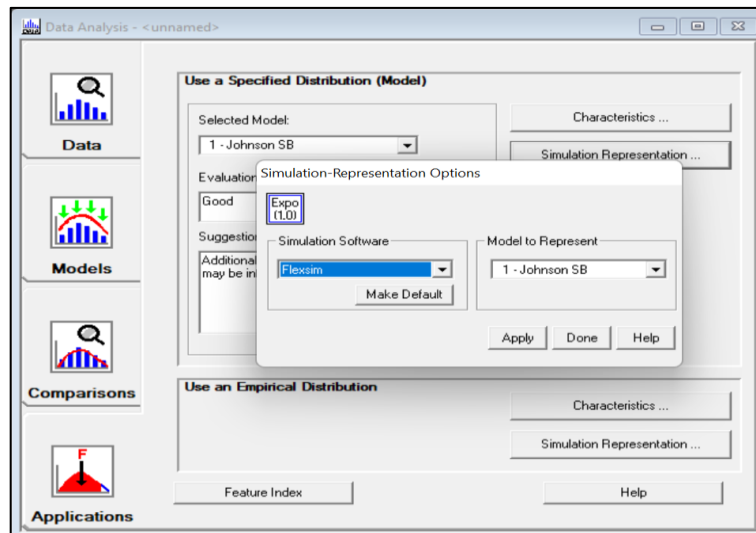 Data Analysis - <unnamed>
Data
Models
Comparisons
F
Applications
Use a Specified Distribution (Model)
Selected Model:
1 - Johnson SB
Evaluation
Good
Suggestio
Additional
may be in
Characteristics ...
Simulation Representation ...
Simulation-Representation Options
Expo
(1.0)
Simulation Software
Flexsim
Make Default
Model to Represent
1 - Johnson SB
Apply Done Help
Use an Empirical Distribution
Characteristics ...
Simulation Representation ...
Feature Index
Help